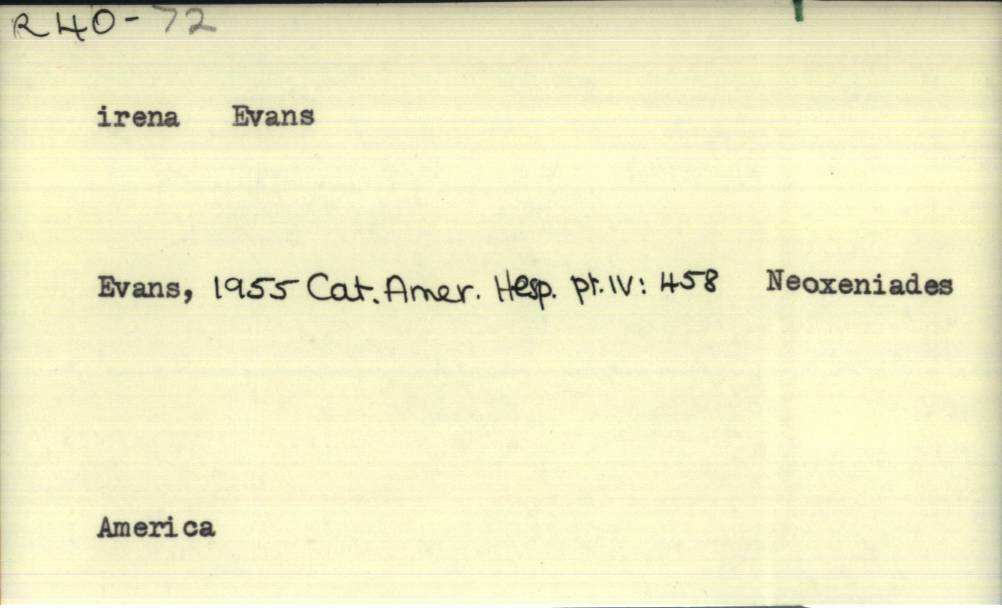 R40-72
irena Evans
Evans, 1955 Cat. Amer. Hesp. pt. IV: 458 Neoxeniades
America